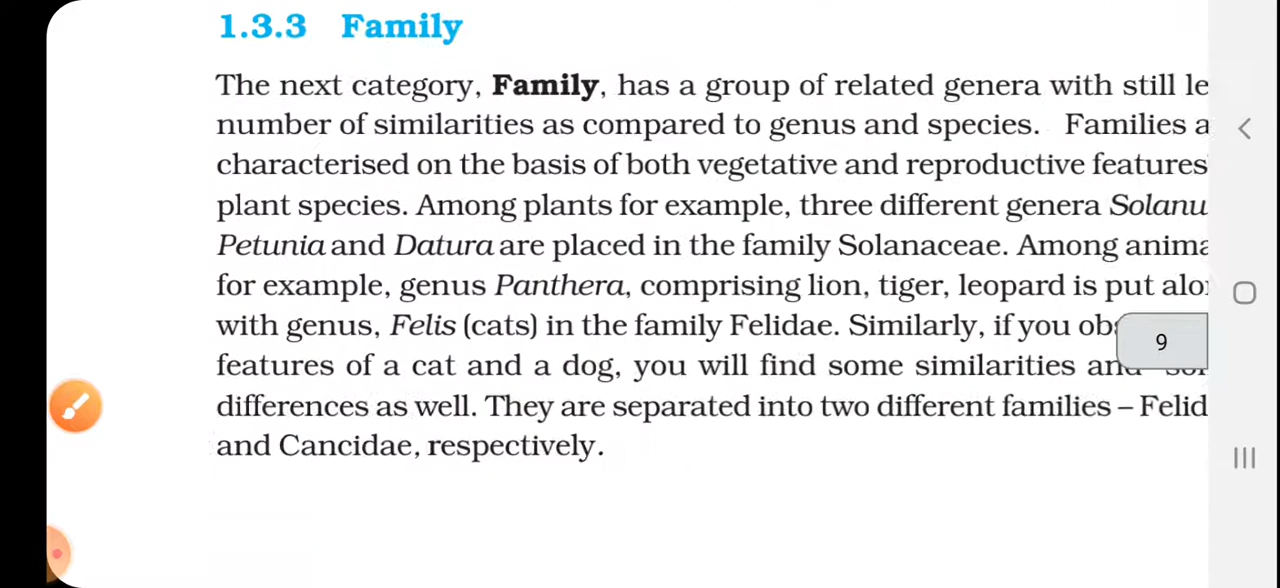 1.3.3 Family
The next category, Family, has a group of related genera with still le
number of similarities as compared to genus and species. Families a
characterised on the basis of both vegetative and reproductive features
plant species. Among plants for example, three different genera Solanu
Petunia and Datura are placed in the family Solanaceae. Among anima
for example, genus Panthera, comprising lion, tiger, leopard is put alo
with genus, Felis (cats) in the family Felidae. Similarly, if you obs
9
features of a cat and a dog, you will find some similarities and
differences as well. They are separated into two different families – Felid
and Cancidae, respectively.